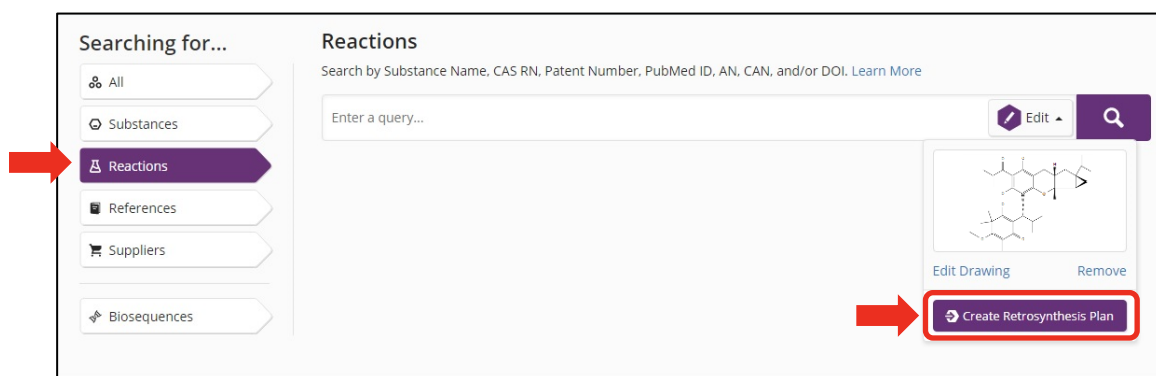 Searching for...
All
Substances
Reactions
References
Suppliers
Biosequences
Reactions
Search by Substance Name, CAS RN, Patent Number, PubMed ID, AN, CAN, and/or DOI. Learn More
Enter a query...
Edit
Edit Drawing Remove
Create Retrosynthesis Plan